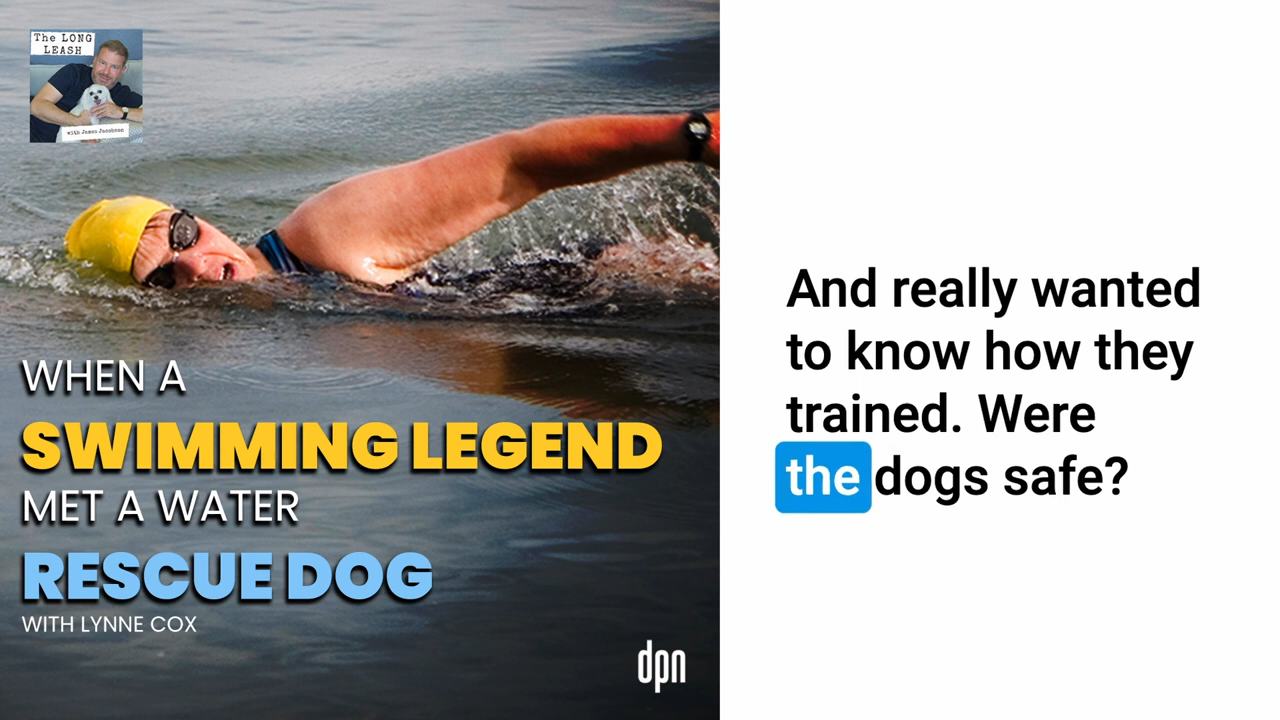 The LONG
LEASH
with James Jacobson
WHEN A
SWIMMING LEGEND
MET A WATER
RESCUE DOG
WITH LYNNE COX
dpn
And really wanted
to know how they
trained. Were
the dogs safe?